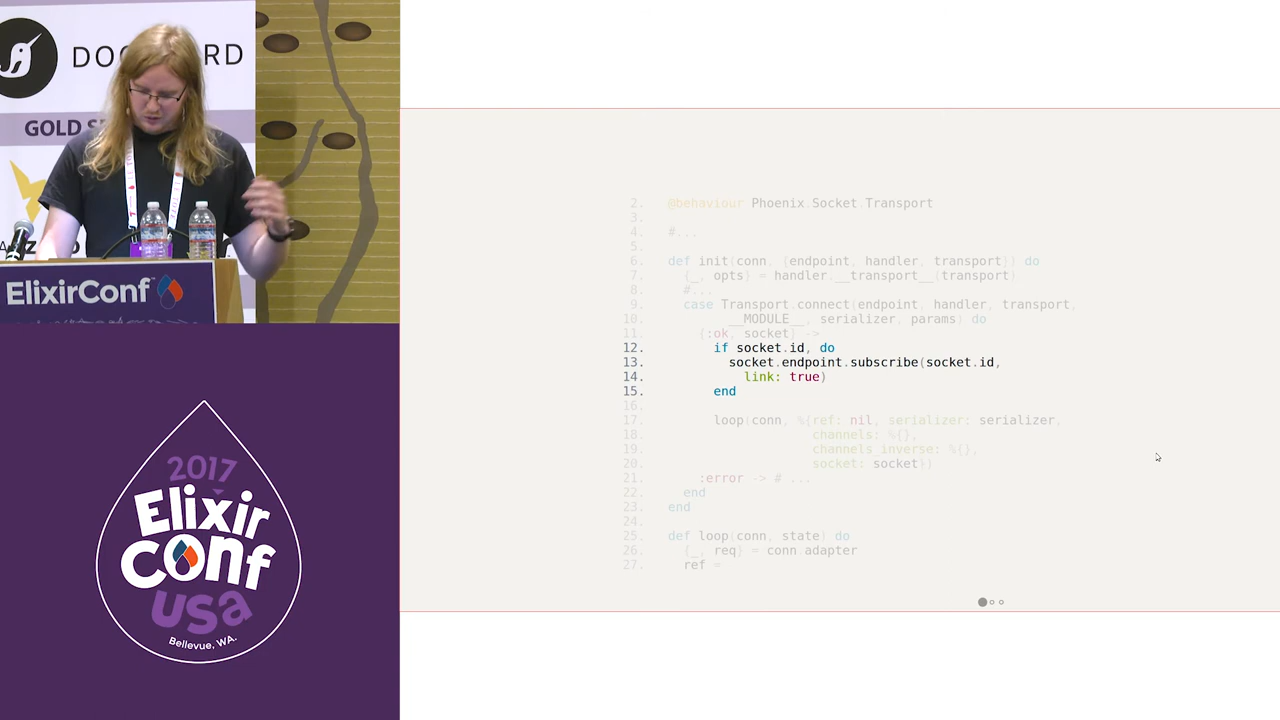 DOC RD
GOLD S
ElixirConf
2017
Elixir
conf
usa
Bellevue, WA.
2. @behaviour Phoenix.Socket.Transport
3.
4. #...
5.
6. def init(conn, {endpoint, handler, transport}) do
7. {_, opts} = handler.__transport__(transport)
8. #...
9. case Transport.connect(endpoint, handler, transport,
10. __MODULE__, serializer, params) do
11. {:ok, socket} ->
12. if socket.id, do
13. socket.endpoint.subscribe(socket.id,
14. link: true)
15. end
16.
17. loop(conn, %{ref: nil, serializer: serializer,
18. channels: %{},
19. channels_inverse: %{},
20. socket: socket})
21. :error -> # ...
22. end
23. end
24.
25. def loop(conn, state) do
26. {_, req} = conn.adapter
27. ref =